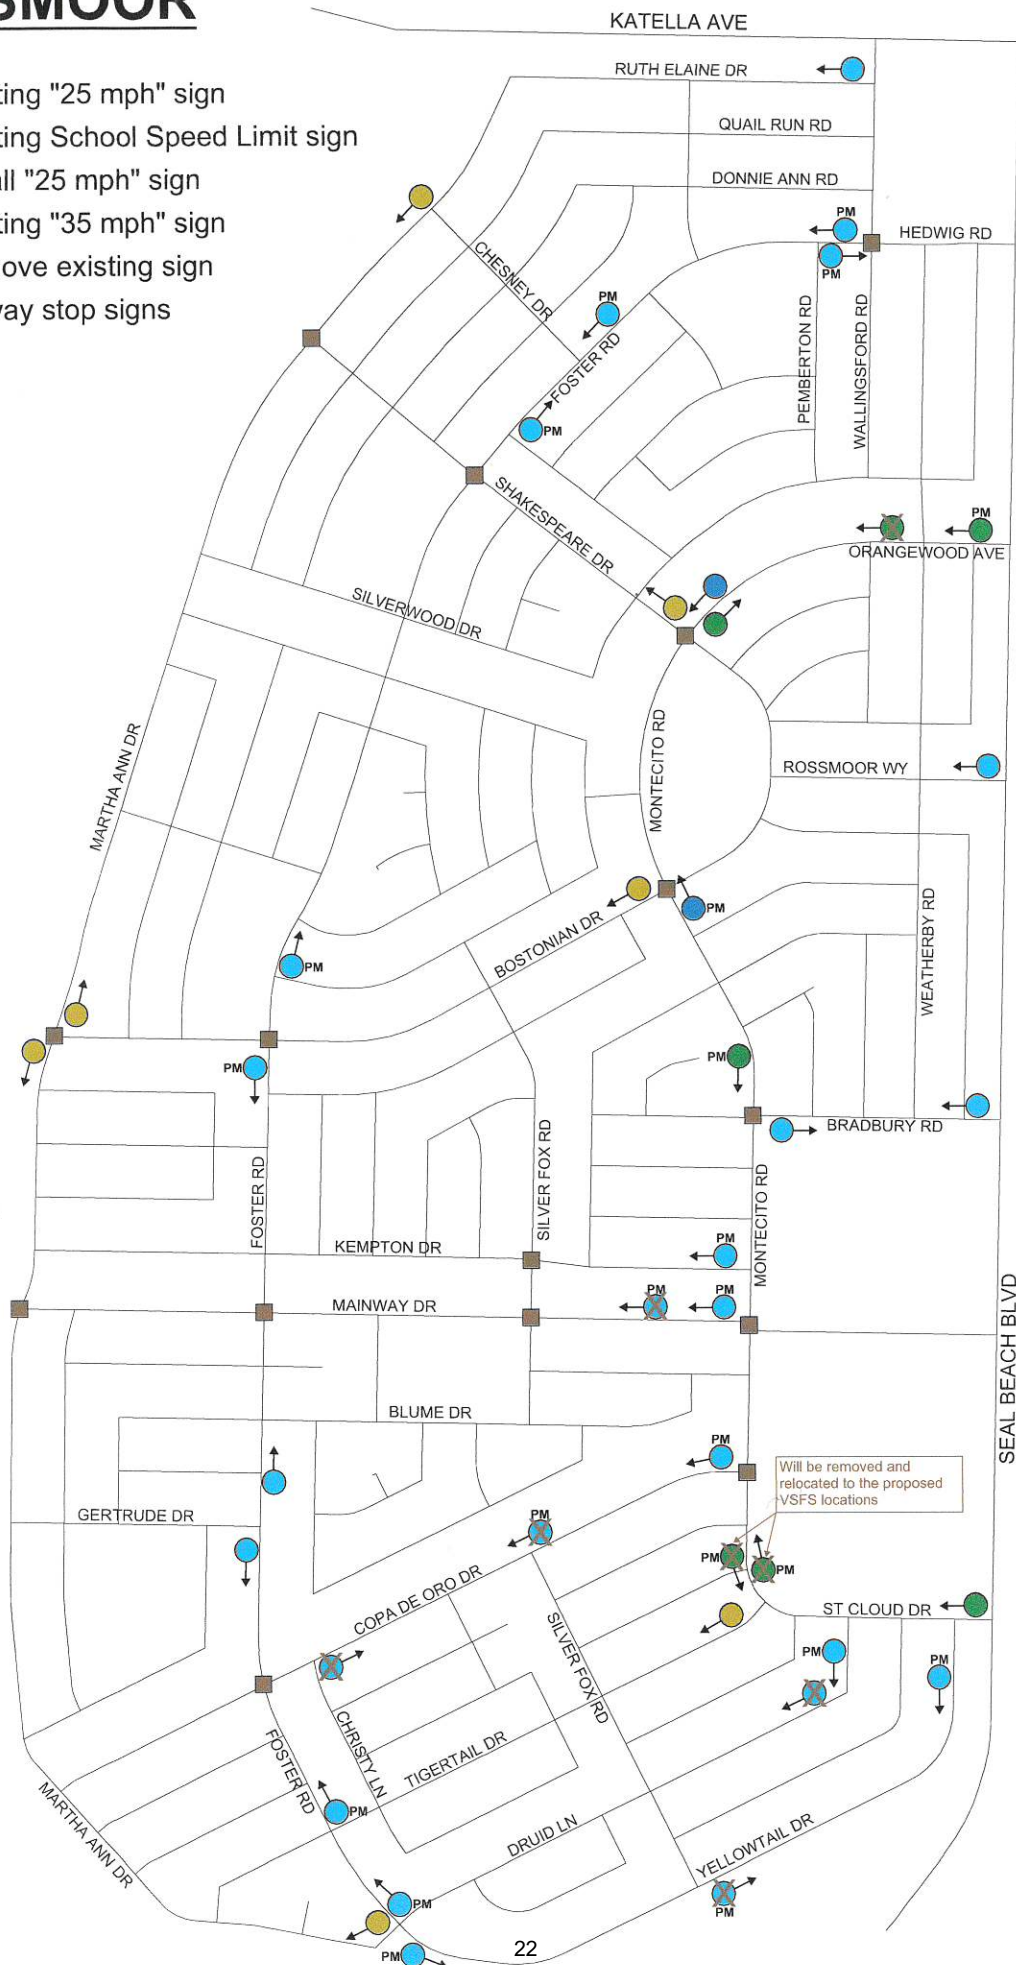 SMOOR
ting "25 mph" sign
ting School Speed Limit sign
all "25 mph" sign
ting "35 mph" sign
ove existing sign
way stop signs
KATELLA AVE
RUTH ELAINE DR
QUAIL RUN RD
DONNIE ANN RD
PM
HEDWIG RD
PM
CHESNEY DR
PM
FOSTER RD
PEMBERTON RD
WALLINGSFORD RD
PM
SHAKESPEARE DR
PM
ORANGEWOOD AVE
SILVERWOOD DR
MONTECITO RD
MARTHA ANN DR
ROSSMOOR WY
PM
BOSTONIAN DR
WEATHERBY RD
PM
PM
PM
BRADBURY RD
FOSTER RD
SILVER FOX RD
MONTECITO RD
KEMPTON DR
PM
MAINWAY DR
PM
PM
SEAL BEACH BLVD
BLUME DR
PM
Will be removed and
relocated to the proposed
VSFS locations
GERTRUDE DR
PM
PM
PM
COPA DE ORO DR
ST CLOUD DR
SILVER FOX RD
PM
PM
CHRISTY LN
FOSTER RD
TIGERTAIL DR
PM
MARTHA ANN DR
DRUID LN
YELLOWTAIL DR
PM
PM
22
PM